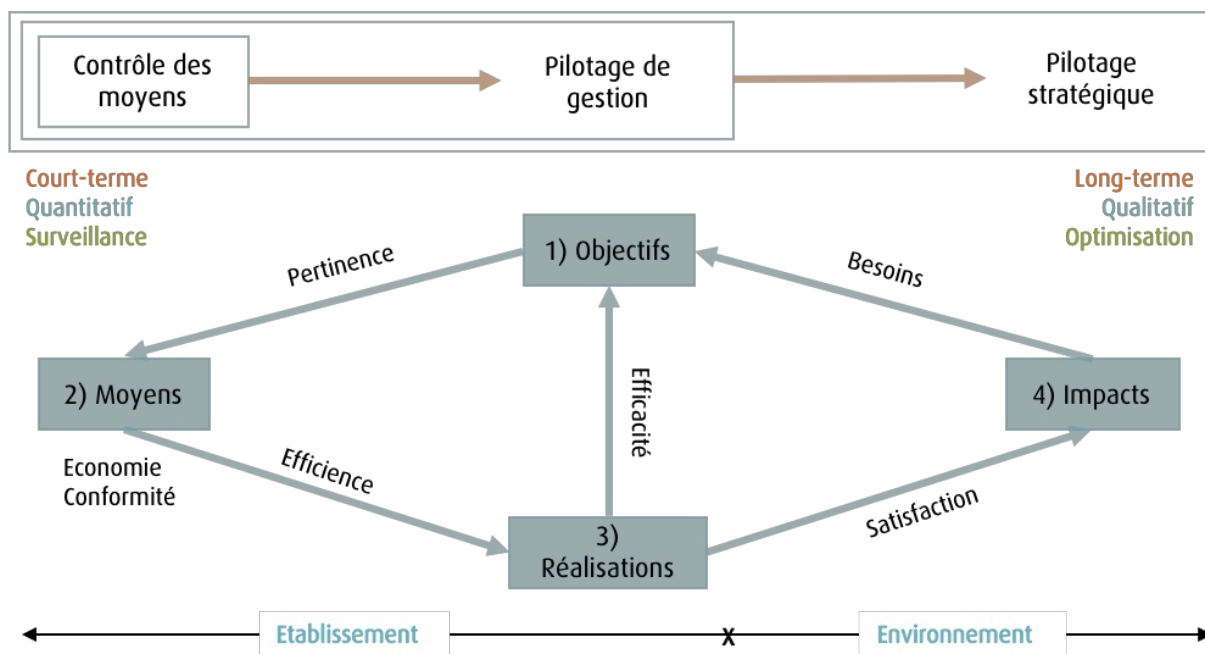 Contrôle des
moyens
Pilotage de
gestion
Pilotage
stratégique
Court-terme
Quantitatif
Surveillance
Long-terme
Qualitatif
Optimisation
1) Objectifs
Pertinence
Besoins
2) Moyens
Efficacité
4) Impacts
Economie
Conformité
Efficience
Satisfaction
3)
Réalisations
Etablissement
X
Environnement